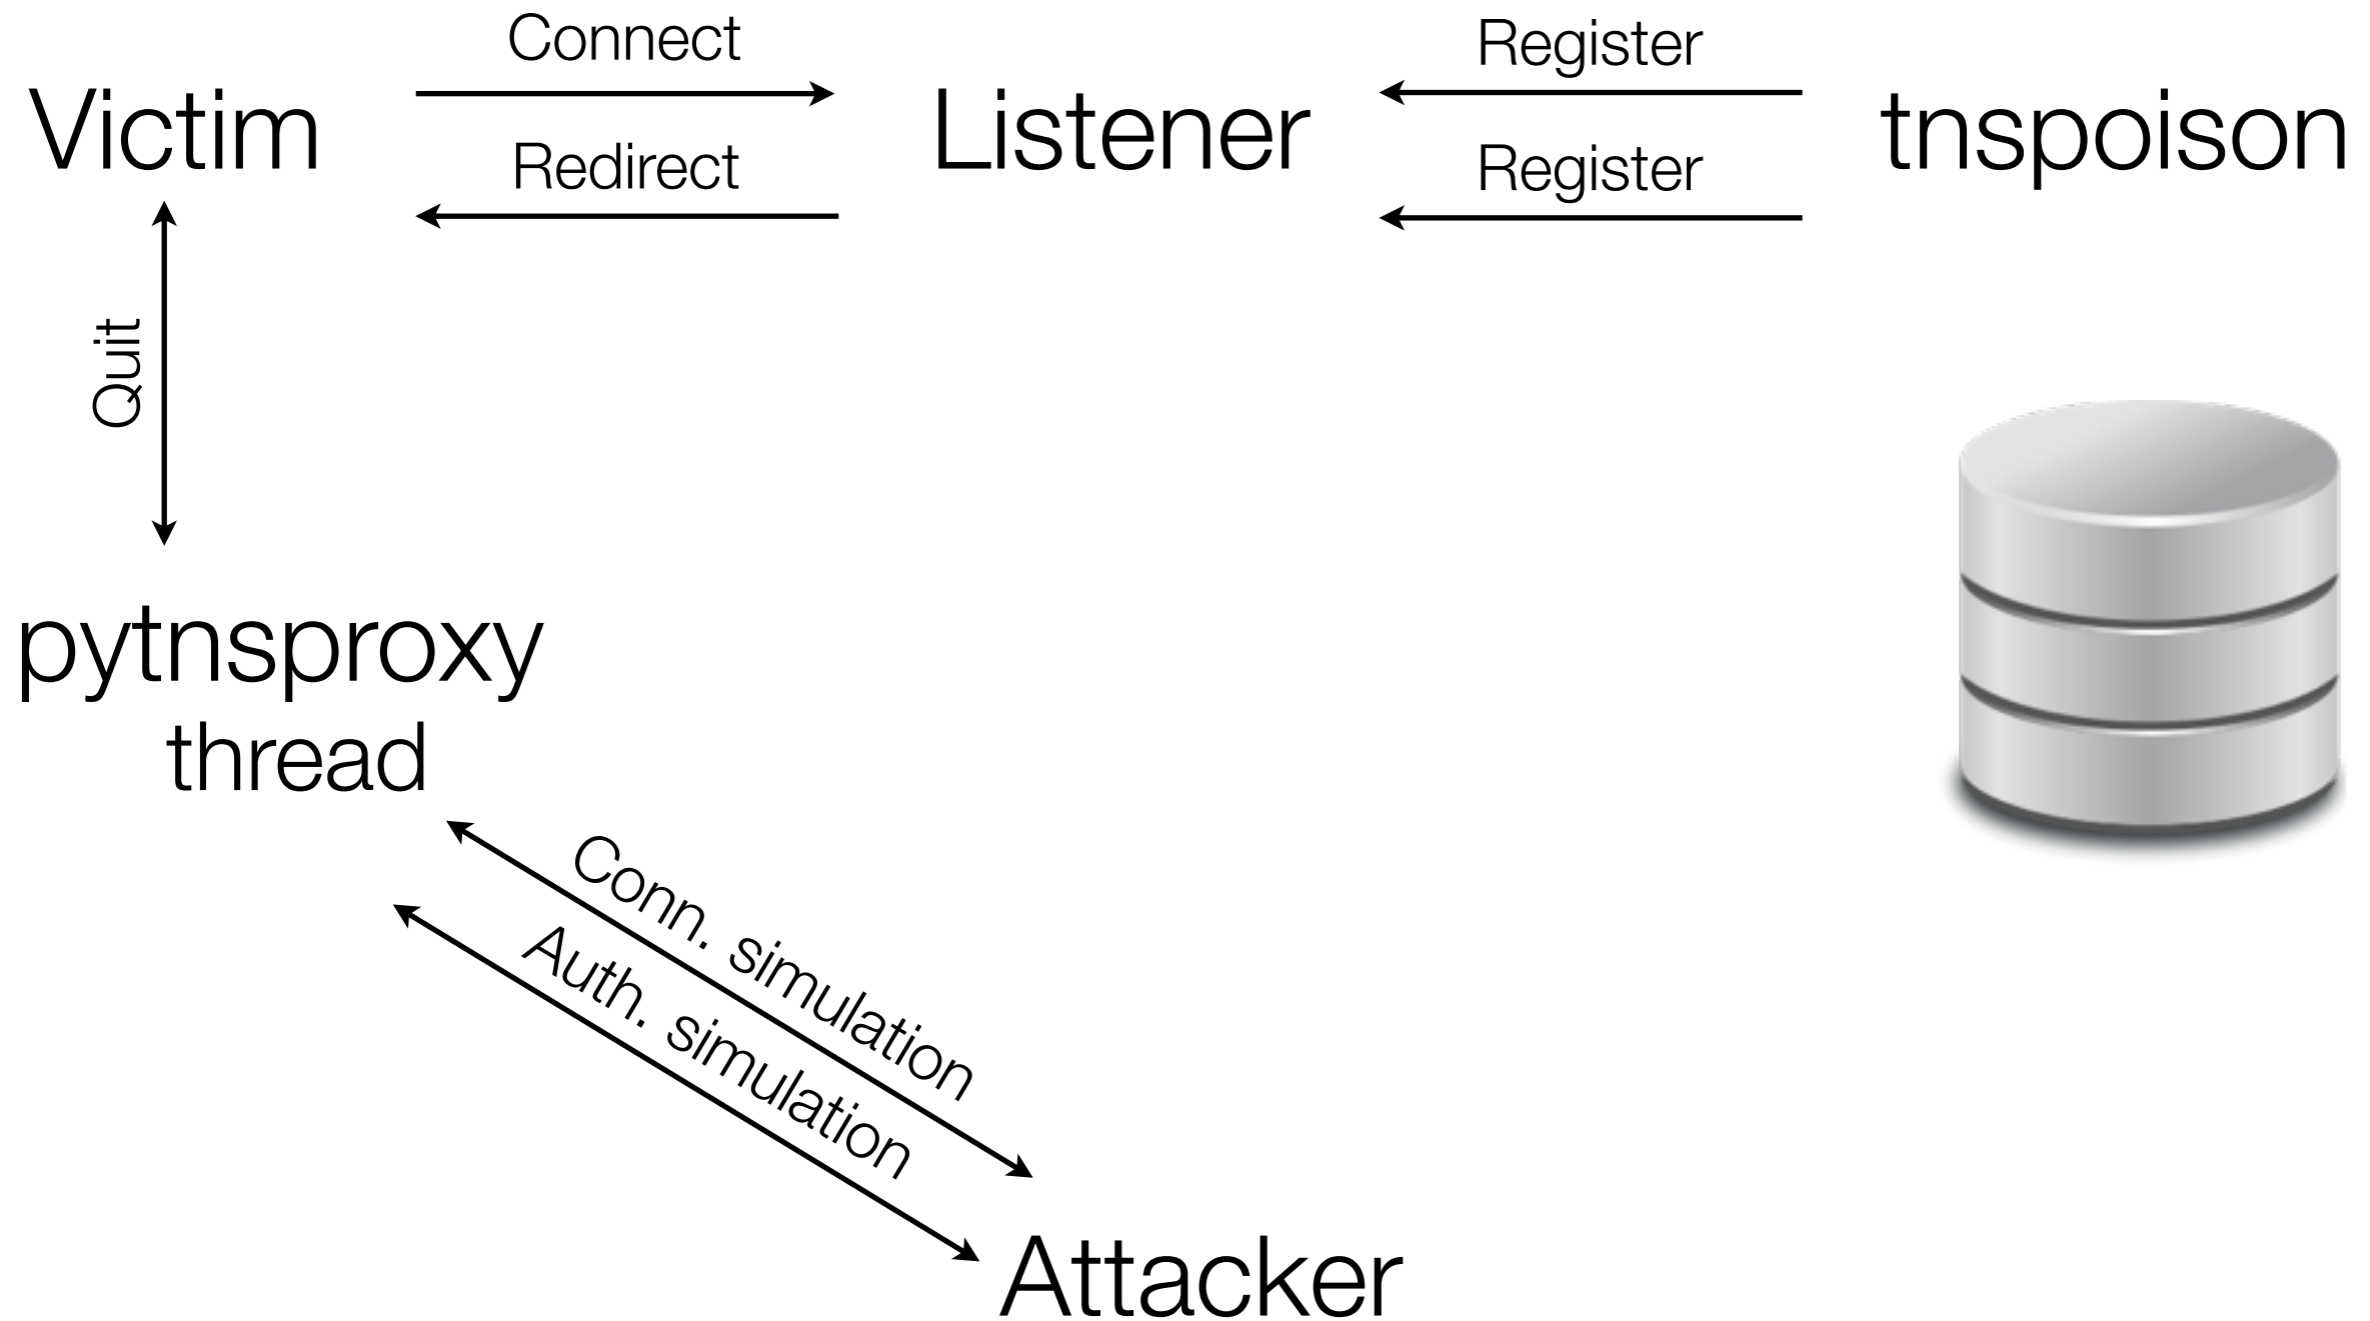 Connect
Register
Victim
Listener
tnspoison
Redirect
Register
Quit
pytnsproxy
thread
Conn. simulation
Auth. simulation
Attacker